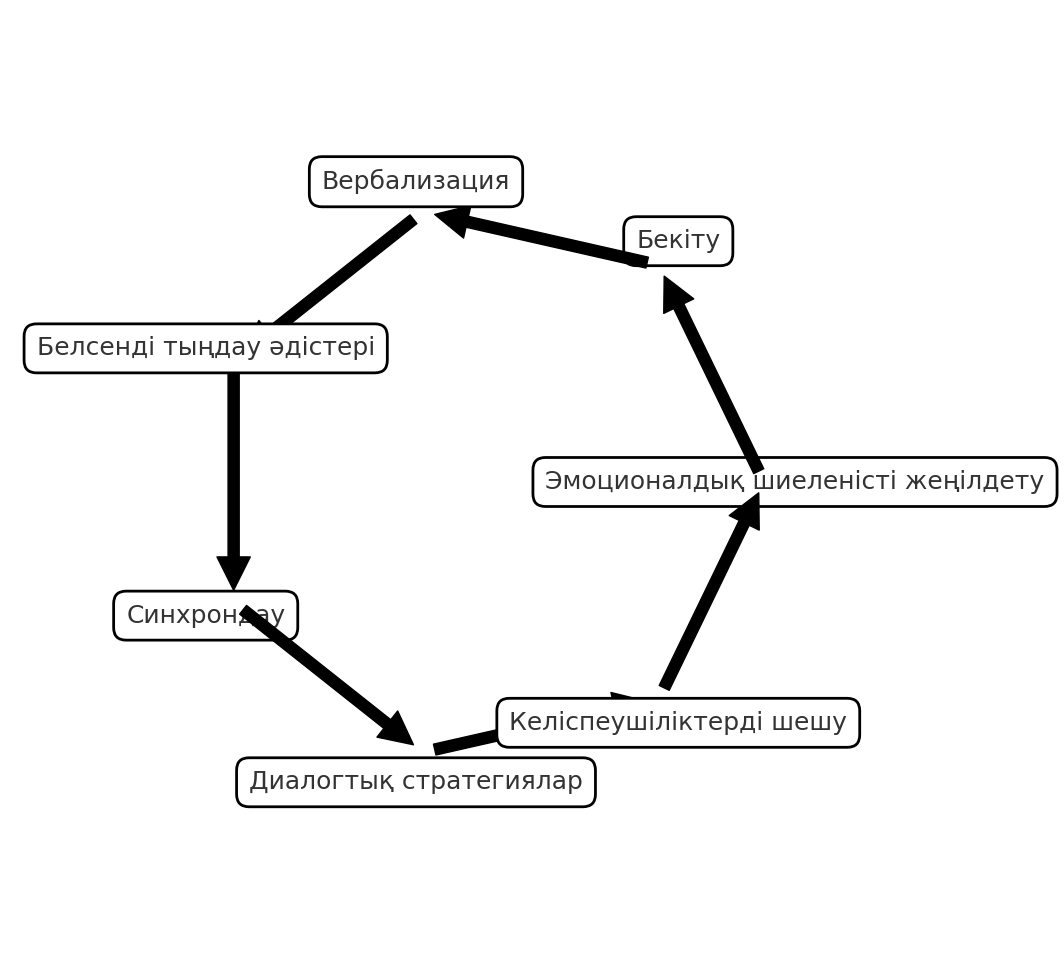 Вербализация
Бекіту
Белсенді тыңдау әдістері
Эмоционалдық шиеленісті жеңілдету
Синхрондау
Келіспеушіліктерді шешу
Диалогтық стратегиялар